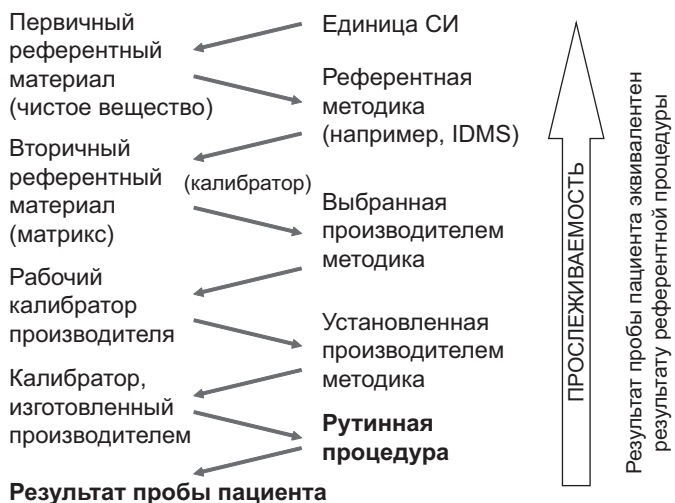 Первичный
референтный
материал
(чистое вещество)
Единица СИ
Референтная
методика
(например, IDMS)
Вторичный
референтный
материал
(матрикс)
(калибратор)
Выбранная
производителем
методика
Рабочий
калибратор
производителя
Установленная
производителем
методика
Калибратор,
изготовленный
производителем
Рутинная
процедура
Результат пробы пациента
ПРОСЛЕЖИВАЕМОСТЬ
Результат пробы пациента эквивалентен
результату референтной процедуры